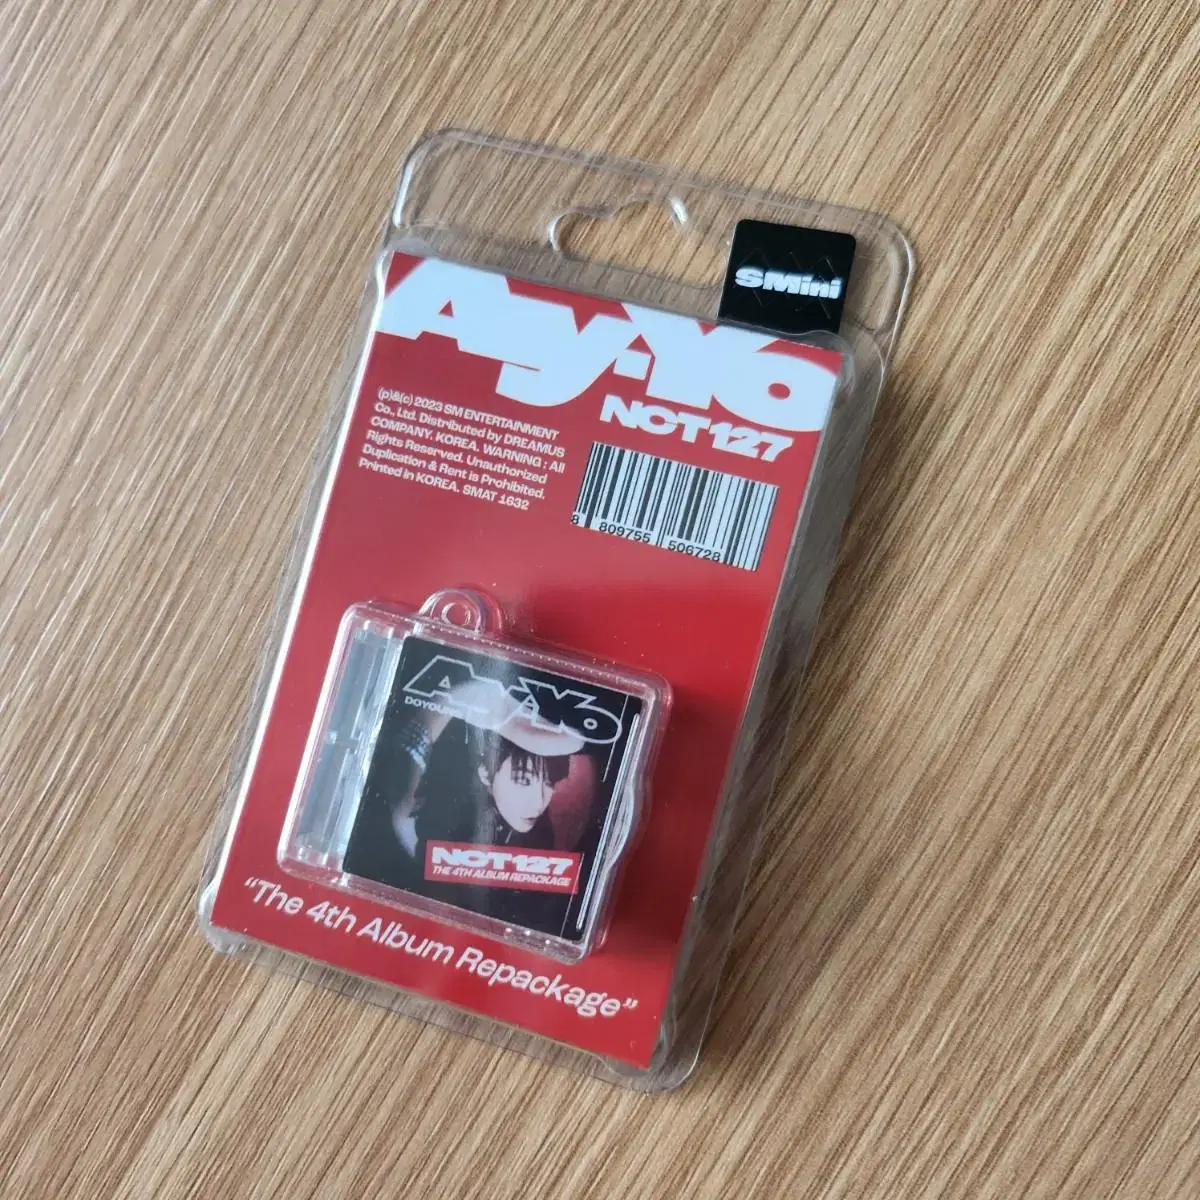 SMini
Ay-Yo
NCT 127
(p)&(c) 2023 SM ENTERTAINMENT
Co., Ltd. Distributed by DREAMUS
COMPANY. KOREA. WARNING : All
Rights Reserved. Unauthorized
Duplication & Rent is Prohibited.
Printed in KOREA. SMAT 1632
8 809755 506728
Ay-Yo
DOYOUNG
NCT 127
THE 4TH ALBUM REPACKAGE
"The 4th Album Repackage"